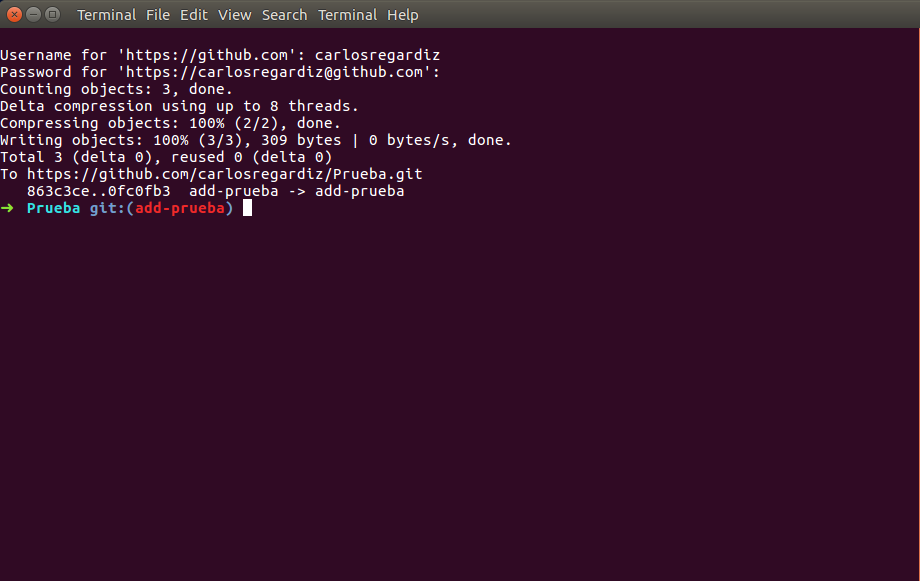 Terminal File Edit View Search Terminal Help
Username for 'https://github.com': carlosregardiz
Password for 'https://carlosregardiz@github.com':
Counting objects: 3, done.
Delta compression using up to 8 threads.
Compressing objects: 100% (2/2), done.
Writing objects: 100% (3/3), 309 bytes | 0 bytes/s, done.
Total 3 (delta 0), reused 0 (delta 0)
To https://github.com/carlosregardiz/Prueba.git
   863c3ce..0fc0fb3  add-prueba -> add-prueba
➜  Prueba git:(add-prueba)